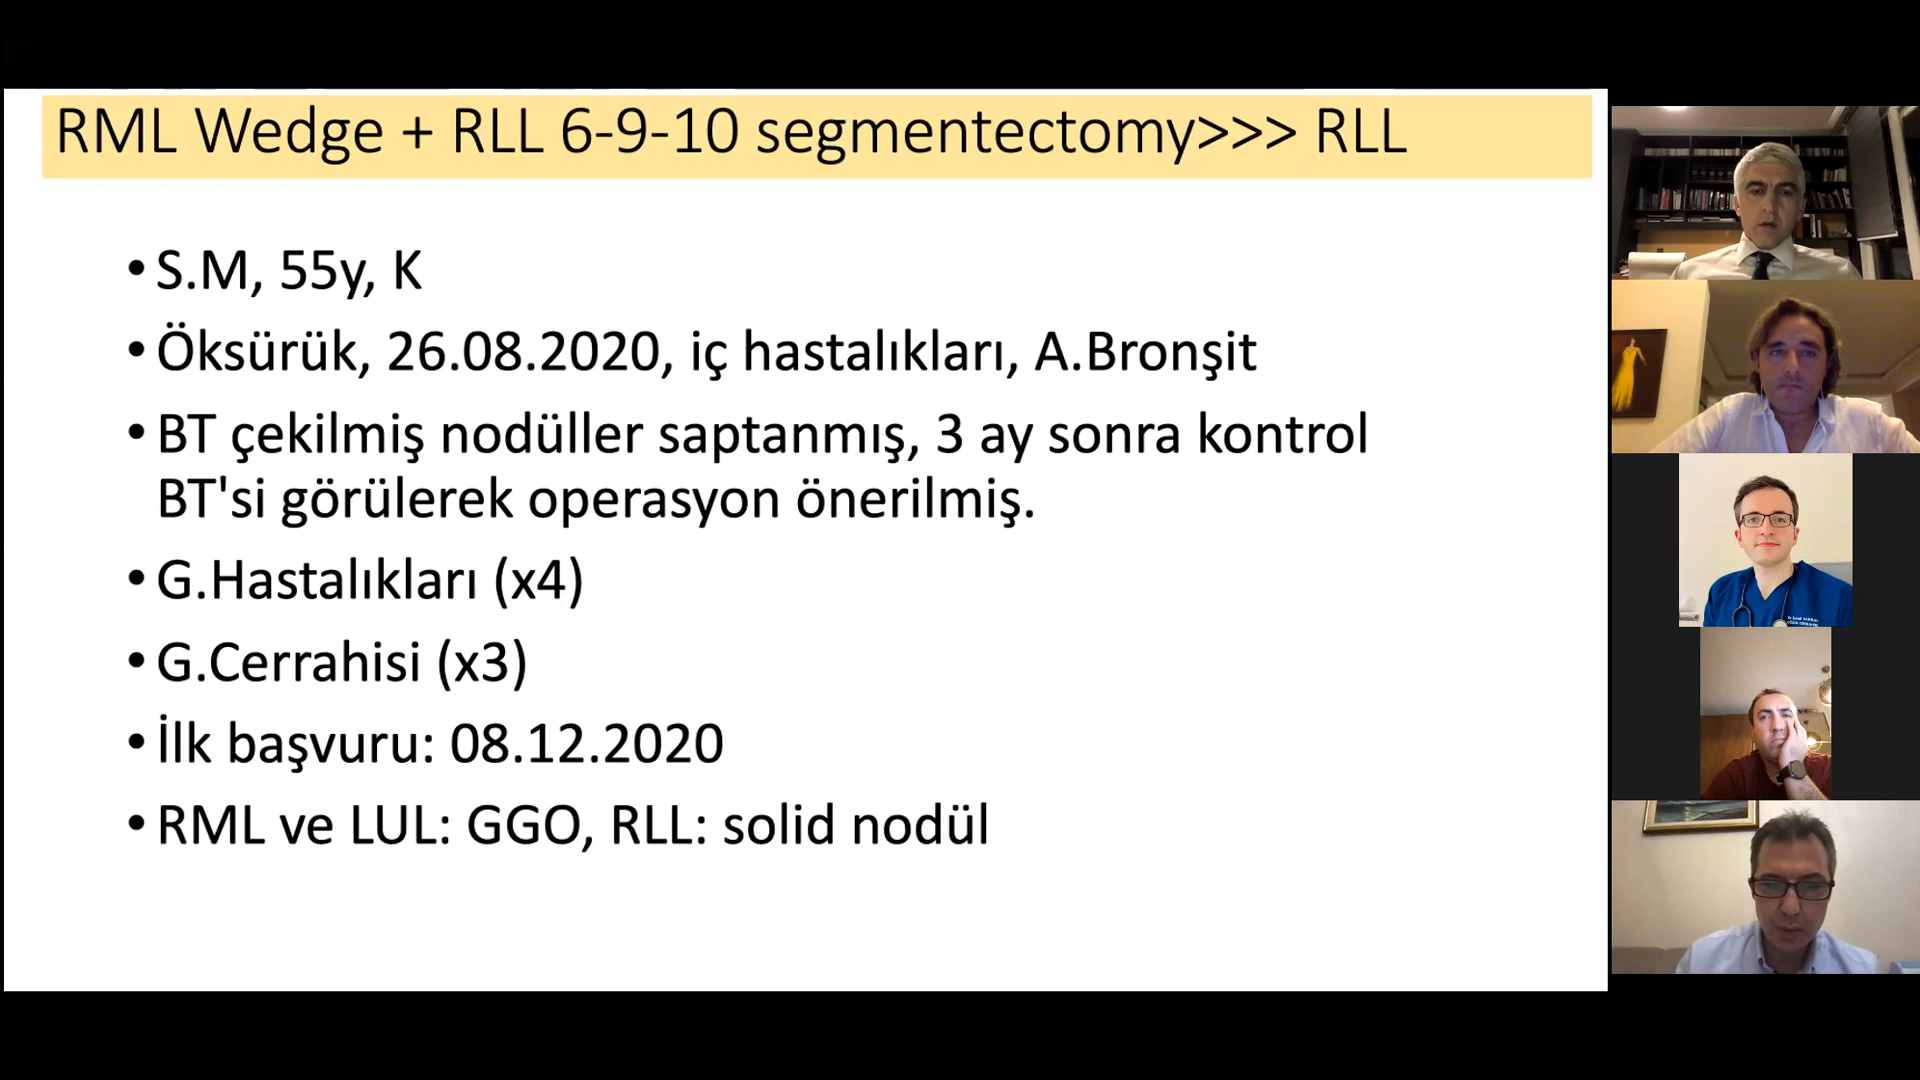 RML Wedge + RLL 6-9-10 segmentectomy>>> RLL
• S.M, 55y, K
• Öksürük, 26.08.2020, iç hastalıkları, A.Bronşit
• BT çekilmiş nodüller saptanmış, 3 ay sonra kontrol
BT'si görülerek operasyon önerilmiş.
• G.Hastalıkları (x4)
• G.Cerrahisi (x3)
• İlk başvuru: 08.12.2020
• RML ve LUL: GGO, RLL: solid nodül